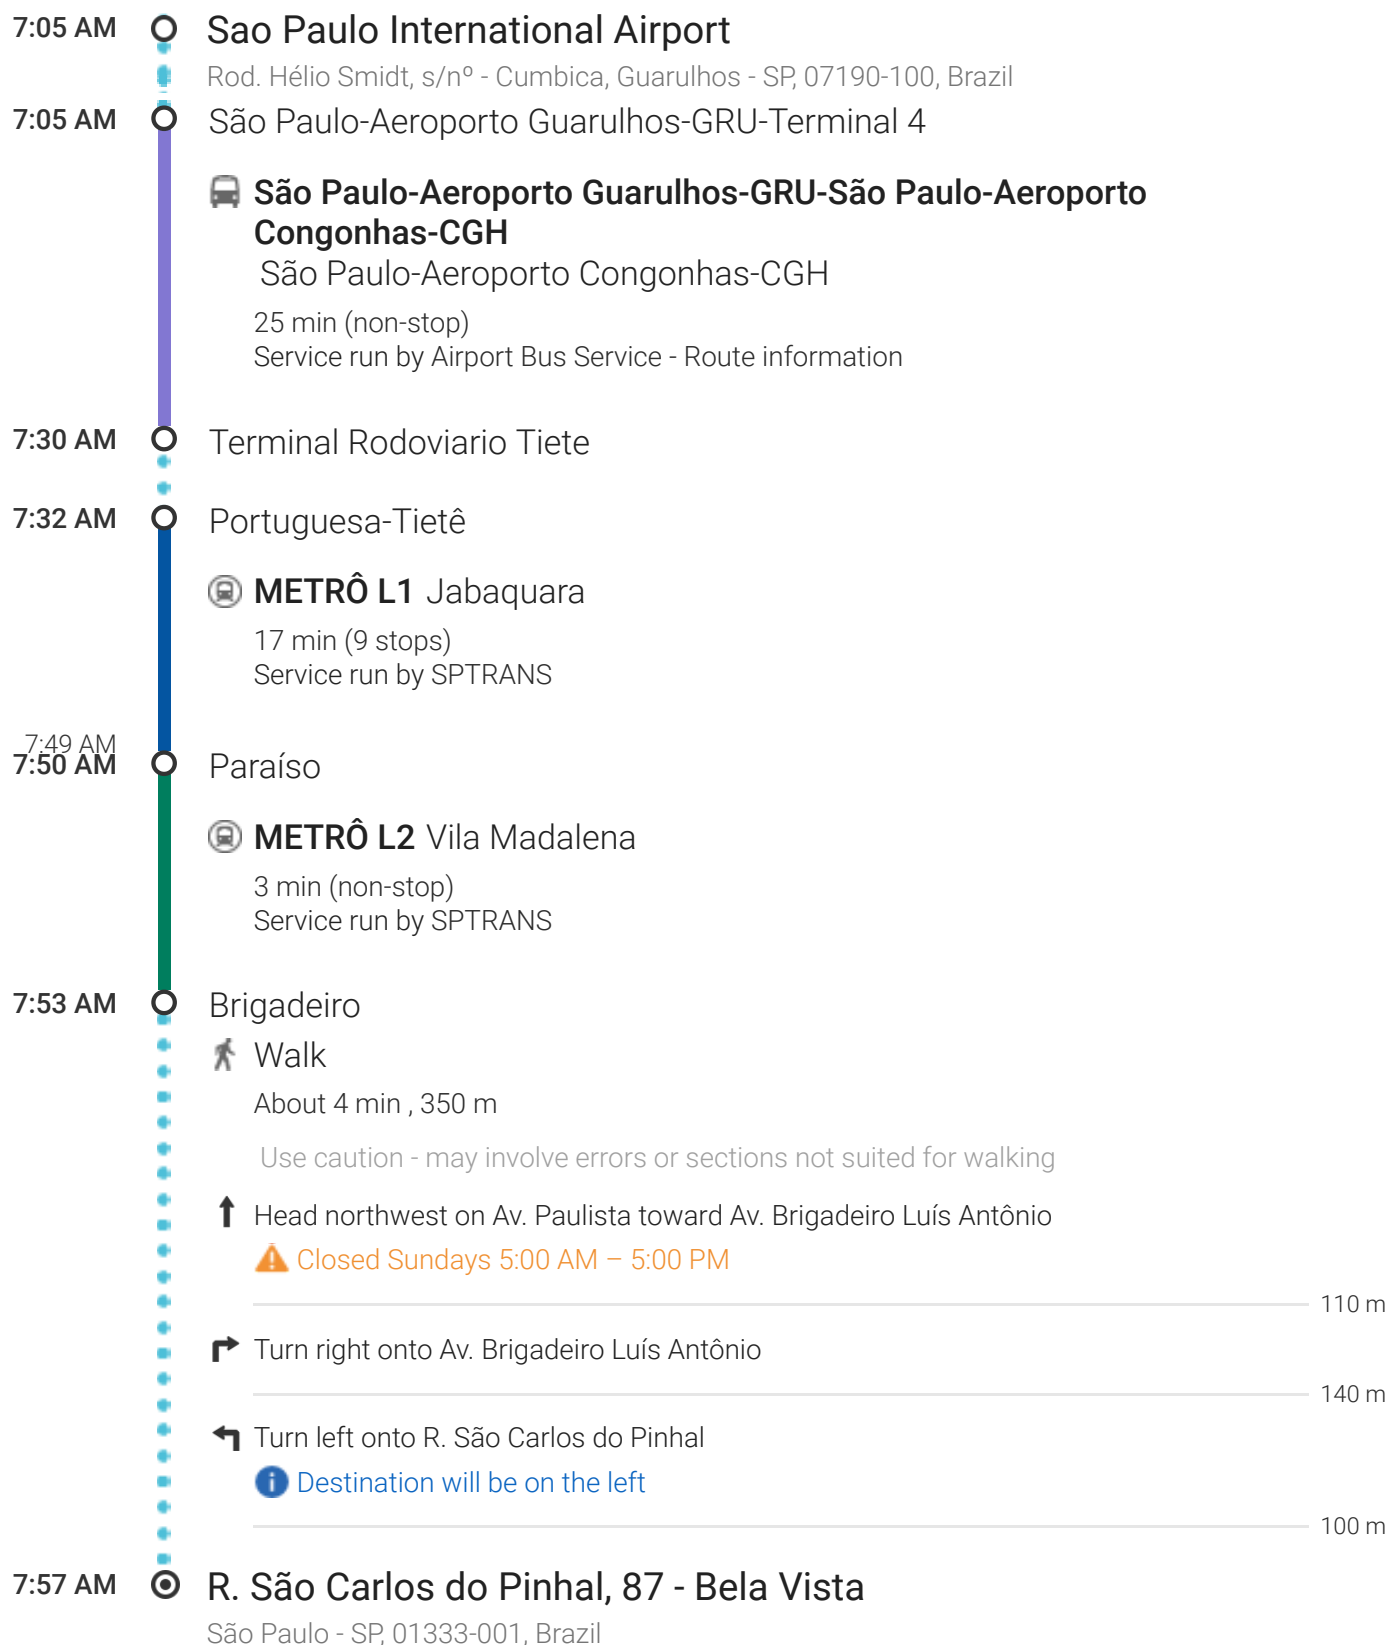 7:05 AM Sao Paulo International Airport
Rod. Hélio Smidt, s/nº - Cumbica, Guarulhos - SP, 07190-100, Brazil
7:05 AM São Paulo-Aeroporto Guarulhos-GRU-Terminal 4
São Paulo-Aeroporto Guarulhos-GRU-São Paulo-Aeroporto
Congonhas-CGH
São Paulo-Aeroporto Congonhas-CGH
25 min (non-stop)
Service run by Airport Bus Service - Route information
7:30 AM Terminal Rodoviario Tiete
7:32 AM Portuguesa-Tietê
METRÔ L1 Jabaquara
17 min (9 stops)
Service run by SPTRANS
7:49 AM
7:50 AM Paraíso
METRÔ L2 Vila Madalena
3 min (non-stop)
Service run by SPTRANS
7:53 AM Brigadeiro
Walk
About 4 min , 350 m
Use caution - may involve errors or sections not suited for walking
Head northwest on Av. Paulista toward Av. Brigadeiro Luís Antônio
Closed Sundays 5:00 AM – 5:00 PM
110 m
Turn right onto Av. Brigadeiro Luís Antônio
140 m
Turn left onto R. São Carlos do Pinhal
Destination will be on the left
100 m
7:57 AM R. São Carlos do Pinhal, 87 - Bela Vista
São Paulo - SP, 01333-001, Brazil